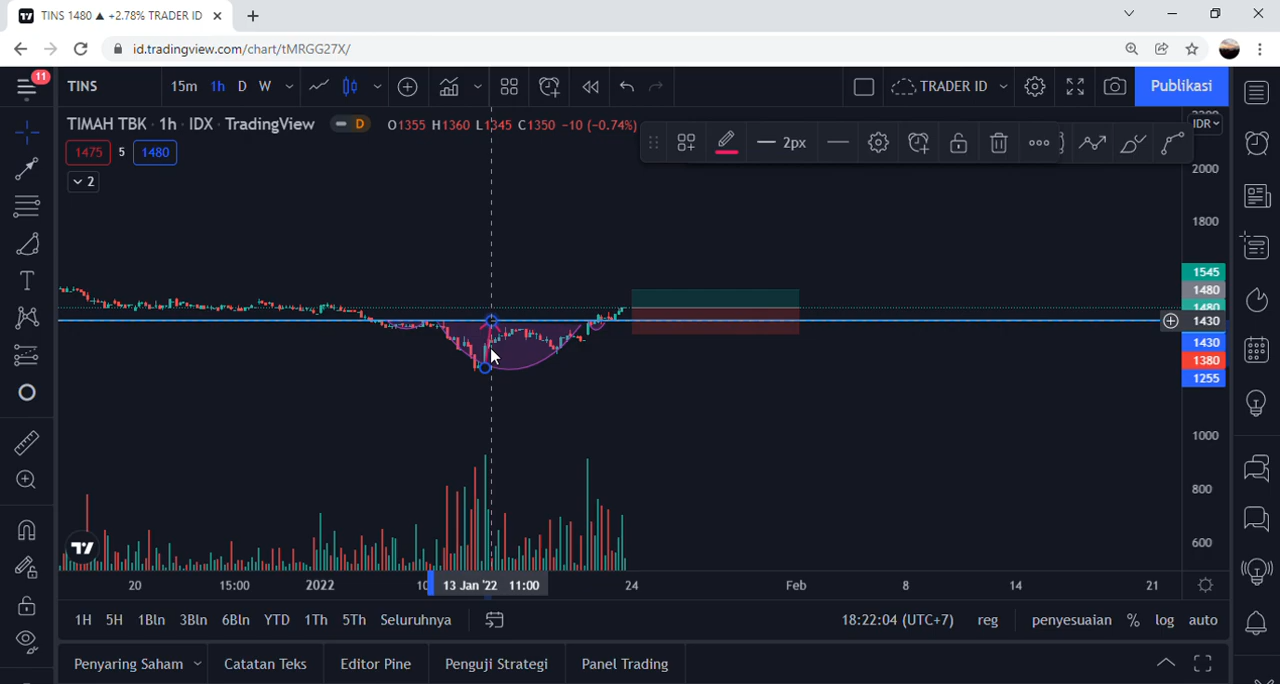 TINS 1480 ▲ +2.78% TRADER ID
id.tradingview.com/chart/tMRGG27X/
11
TINS 15m 1h D W TRADER ID Publikasi
TIMAH TBK · 1h · IDX · TradingView D O1355 H1360 L1345 C1350 -10 (-0.74%)
IDR
2px
1475 5 1480
2
2000
1800
1545
1480
1480
1430
1430
1380
1255
1000
800
600
20 15:00 2022 10 13 Jan '22 11:00 24 Feb 8 14 21
1H 5H 1Bln 3Bln 6Bln YTD 1Th 5Th Seluruhnya 18:22:04 (UTC+7) reg penyesuaian % log auto
Penyaring Saham Catatan Teks Editor Pine Penguji Strategi Panel Trading